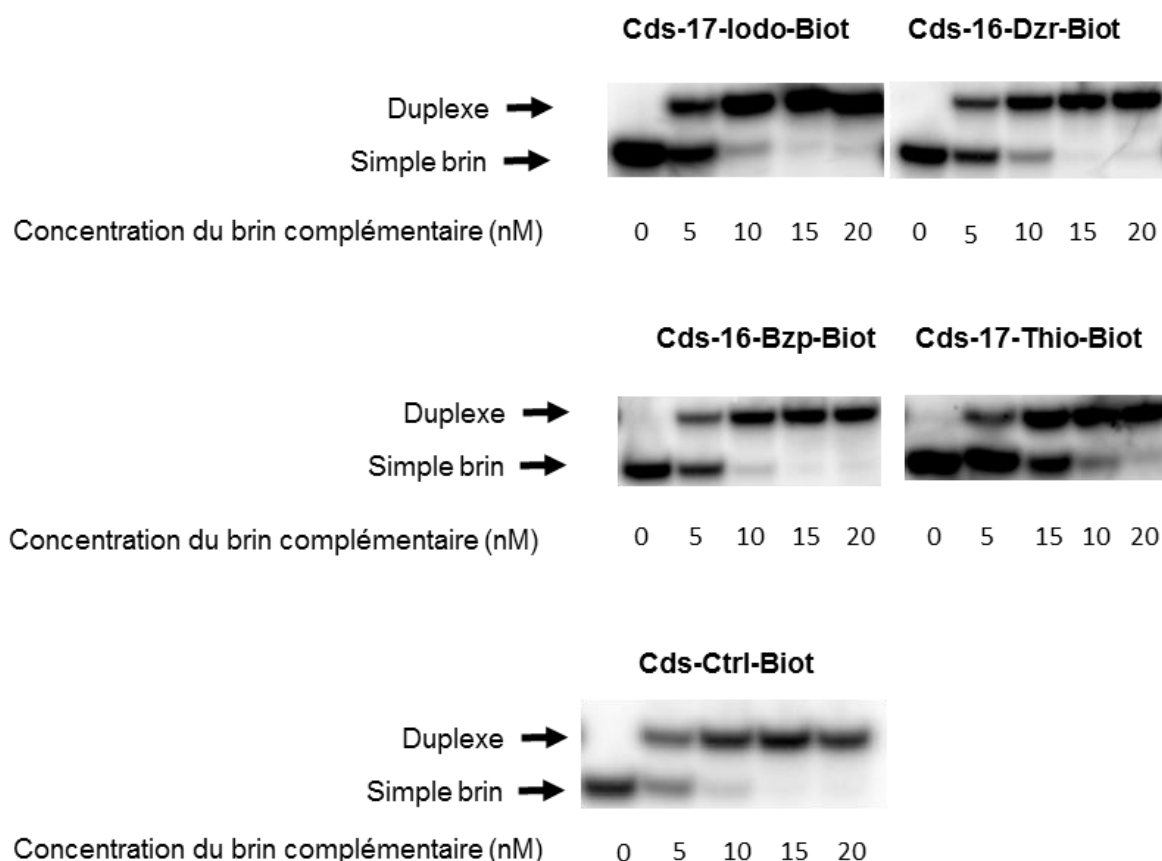 Cds-17-Iodo-Biot Cds-16-Dzr-Biot
Duplexe
Simple brin
Concentration du brin complémentaire (nM) 0 5 10 15 20 0 5 10 15 20
Cds-16-Bzp-Biot Cds-17-Thio-Biot
Duplexe
Simple brin
Concentration du brin complémentaire (nM) 0 5 10 15 20 0 5 15 10 20
Cds-Ctrl-Biot
Duplexe
Simple brin
Concentration du brin complémentaire (nM) 0 5 10 15 20